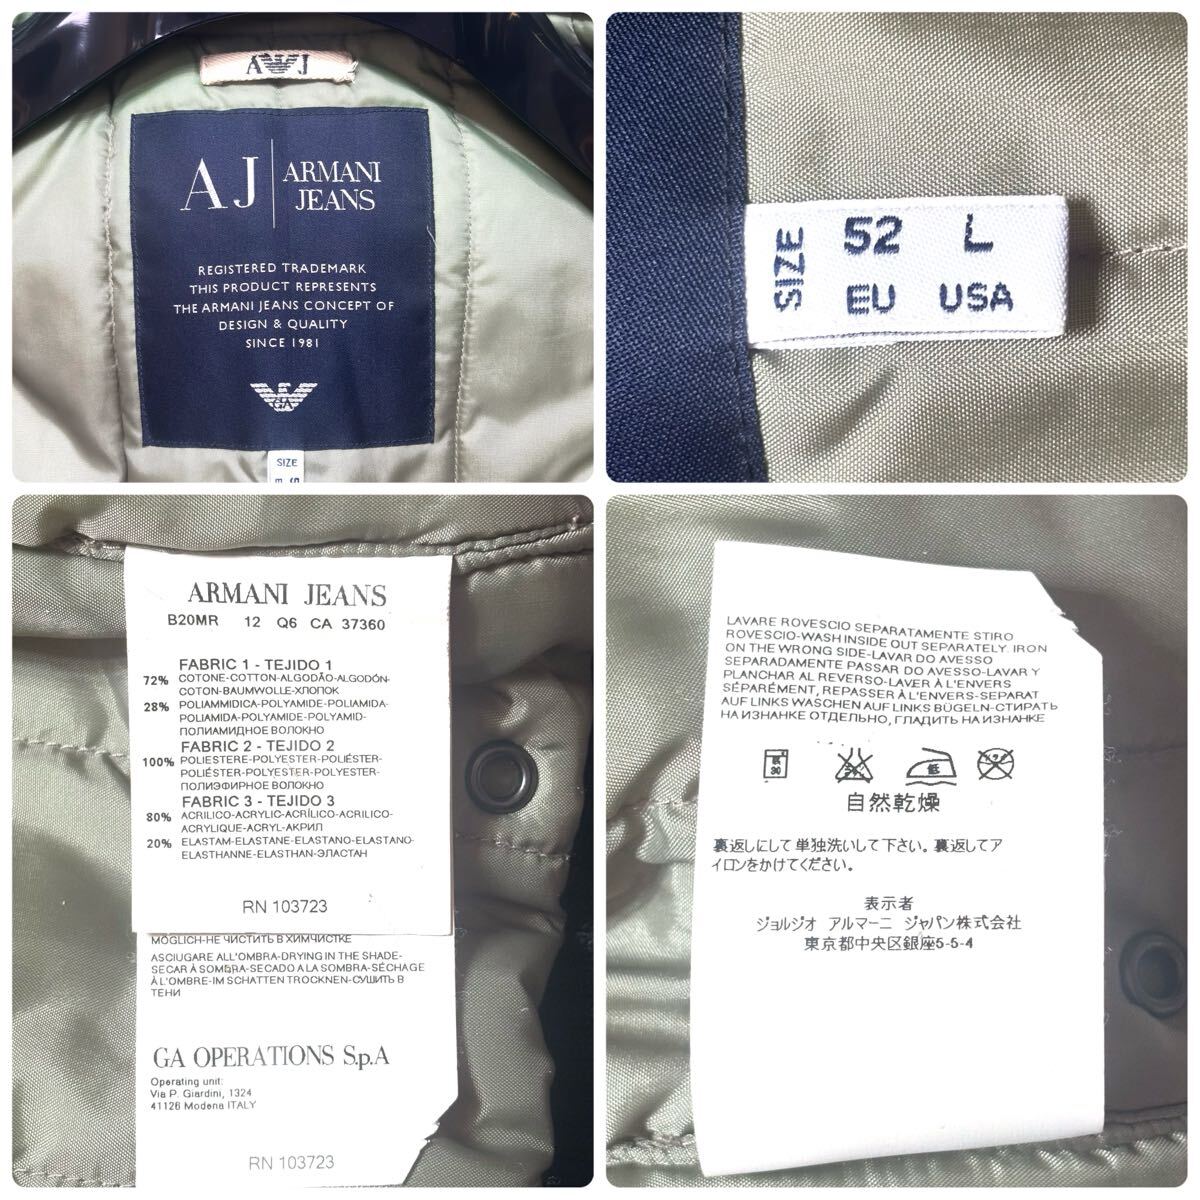 A J
AJ ARMANI JEANS
REGISTERED TRADEMARK
THIS PRODUCT REPRESENTS
THE ARMANI JEANS CONCEPT OF
DESIGN & QUALITY
SINCE 1981
SIZE
SIZE
52 L
EU USA
ARMANI JEANS
B20MR 12 Q6 CA 37360
FABRIC 1 - TEJIDO 1
72% COTONE-COTTON-ALGODÃO-ALGODÓN-
COTON-BAUMWOLLE-ХЛОПОК
28% POLIAMMIDICA-POLYAMIDE-POLIAMIDA-
POLIAMIDA-POLYAMIDE-POLYAMID-
ПОЛИАМИДНОЕ ВОЛОКНО
FABRIC 2 - TEJIDO 2
100% POLIESTERE-POLYESTER-POLIÉSTER-
POLIÉSTER-POLYESTER-POLYESTER-
ПОЛИЭФИРНОЕ ВОЛОКНО
FABRIC 3 - TEJIDO 3
80% ACRILICO-ACRYLIC-ACRÍLICO-ACRILICO-
ACRYLIQUE-ACRYL-АКРИЛ
20% ELASTAM-ELASTANE-ELASTANO-ELASTANO-
ELASTHANNE-ELASTHAN-ЭЛАСТАН
RN 103723
MÖGLICH-НЕ ЧИСТИТЬ В ХИМЧИСТКЕ
ASCIUGARE ALL'OMBRA-DRYING IN THE SHADE-
SECAR À SOMBRA-SECADO A LA SOMBRA-SÉCHAGE
À L'OMBRE-IM SCHATTEN TROCKNEN-СУШИТЬ В
ТЕНИ
GA OPERATIONS S.p.A
Operating unit:
Via P. Giardini, 1324
41126 Modena ITALY
RN 103723
LAVARE ROVESCIO SEPARATAMENTE STIRO
ROVESCIO-WASH INSIDE OUT SEPARATELY. IRON
ON THE WRONG SIDE-LAVAR DO AVESSO
SEPARADAMENTE PASSAR DO AVESSO-LAVAR Y
PLANCHAR AL REVERSO-LAVER À L'ENVERS
SÉPARÉMENT, REPASSER À L'ENVERS-SEPARAT
AUF LINKS WASCHEN AUF LINKS BÜGELN-СТИРАТЬ
НА ИЗНАНКЕ ОТДЕЛЬНО, ГЛАДИТЬ НА ИЗНАНКЕ
30 低
自然乾燥
裏返しにして 単独洗いして下さい。裏返してア
イロンをかけてください。
表示者
ジョルジオ アルマーニ ジャパン株式会社
東京都中央区銀座5-5-4